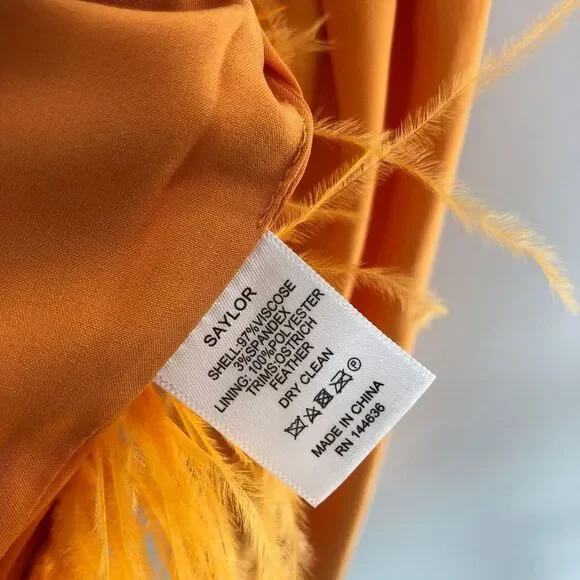 SAYLOR
SHELL: 97%VISCOSE
3%SPANDEX
LINING: 100%POLYESTER
TRIMS:OSTRICH
FEATHER
DRY CLEAN
P
MADE IN CHINA
RN 144636